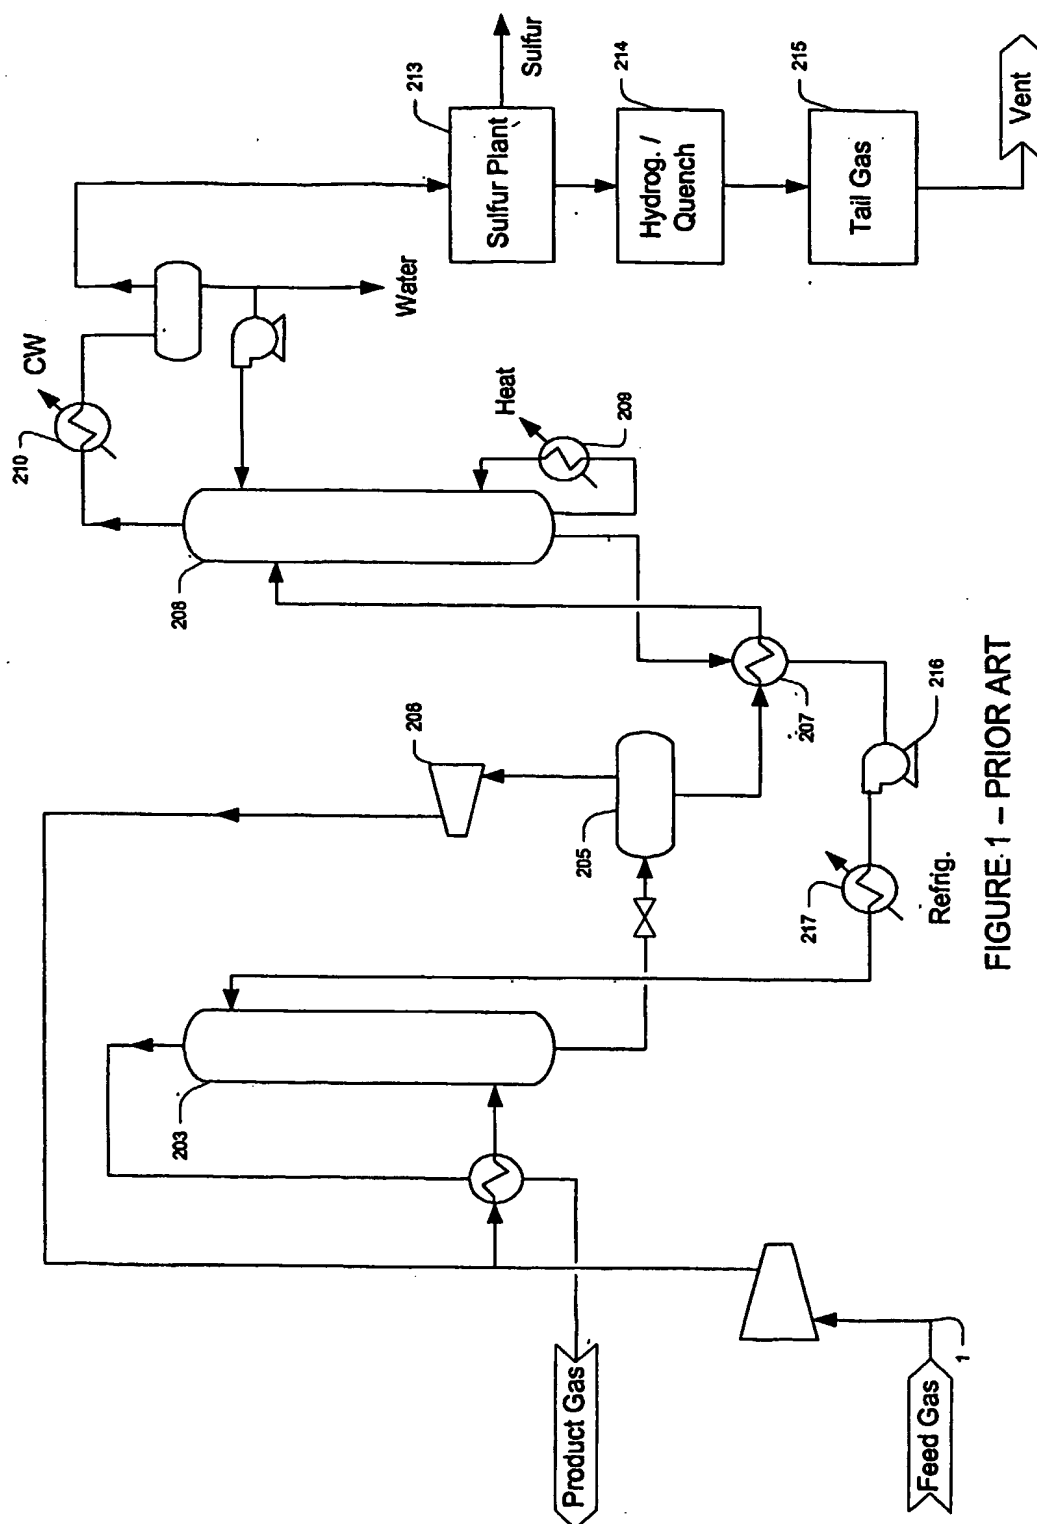 210
CW
208
203
Water
Sulfur
213
Sulfur Plant
214
Hydrog. /
Quench
215
Tail Gas
Vent
206
Heat
209
205
207
216
217
Refrig.
Product Gas
Feed Gas
1
FIGURE 1 – PRIOR ART